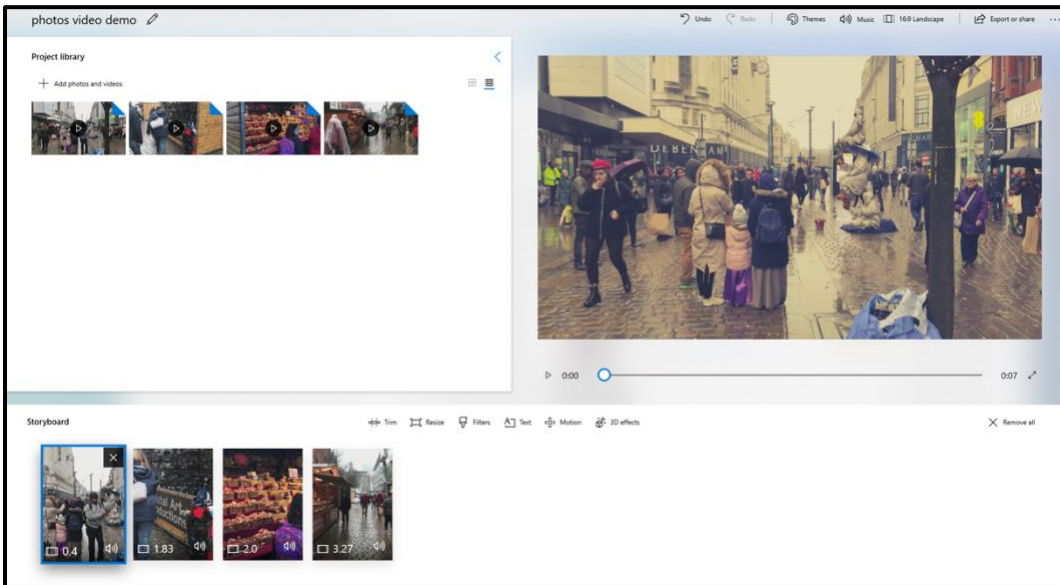 photos video demo
Undo
Redo
Themes
Music
16:9 Landscape
Export or share
Project library
Add photos and videos
DEBENHAM
NEW
0:00
0:07
Storyboard
Trim
Resize
Filters
Text
Motion
3D effects
Remove all
0.4
1.83
2.0
3.27